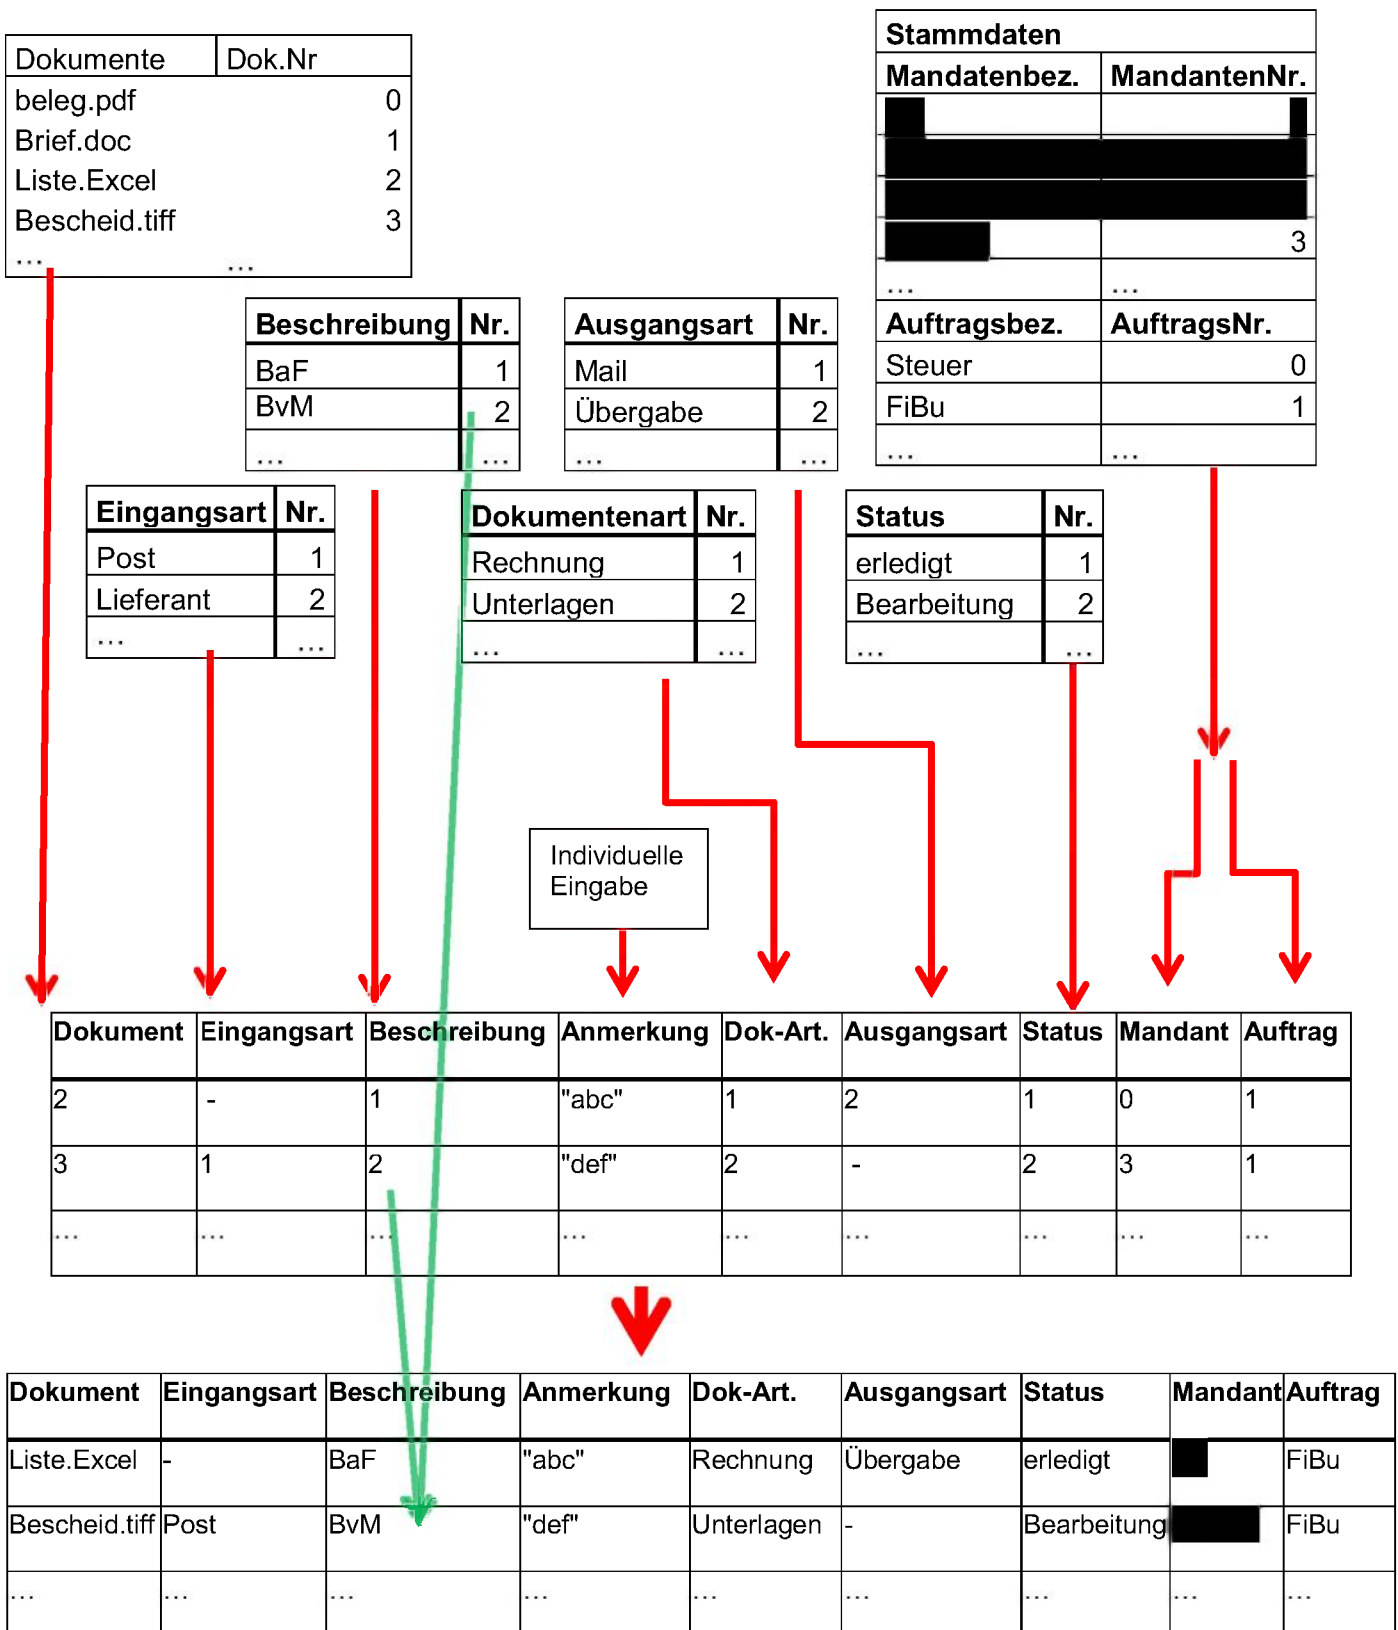 Dokumente Dok.Nr
beleg.pdf 0
Brief.doc 1
Liste.Excel 2
Bescheid.tiff 3
... ...
Stammdaten
Mandatenbez. MandantenNr.
3
... ...
Auftragsbez. AuftragsNr.
Steuer 0
FiBu 1
... ...
Beschreibung Nr.
BaF 1
BvM 2
... ...
Ausgangsart Nr.
Mail 1
Übergabe 2
... ...
Eingangsart Nr.
Post 1
Lieferant 2
... ...
Dokumentenart Nr.
Rechnung 1
Unterlagen 2
... ...
Status Nr.
erledigt 1
Bearbeitung 2
... ...
Individuelle
Eingabe
Dokument Eingangsart Beschreibung Anmerkung Dok-Art. Ausgangsart Status Mandant Auftrag
2 - 1 "abc" 1 2 1 0 1
3 1 2 "def" 2 - 2 3 1
... ... ... ... ... ... ... ... ...
Dokument Eingangsart Beschreibung Anmerkung Dok-Art. Ausgangsart Status Mandant Auftrag
Liste.Excel - BaF "abc" Rechnung Übergabe erledigt FiBu
Bescheid.tiff Post BvM "def" Unterlagen - Bearbeitung FiBu
... ... ... ... ... ... ... ... ...